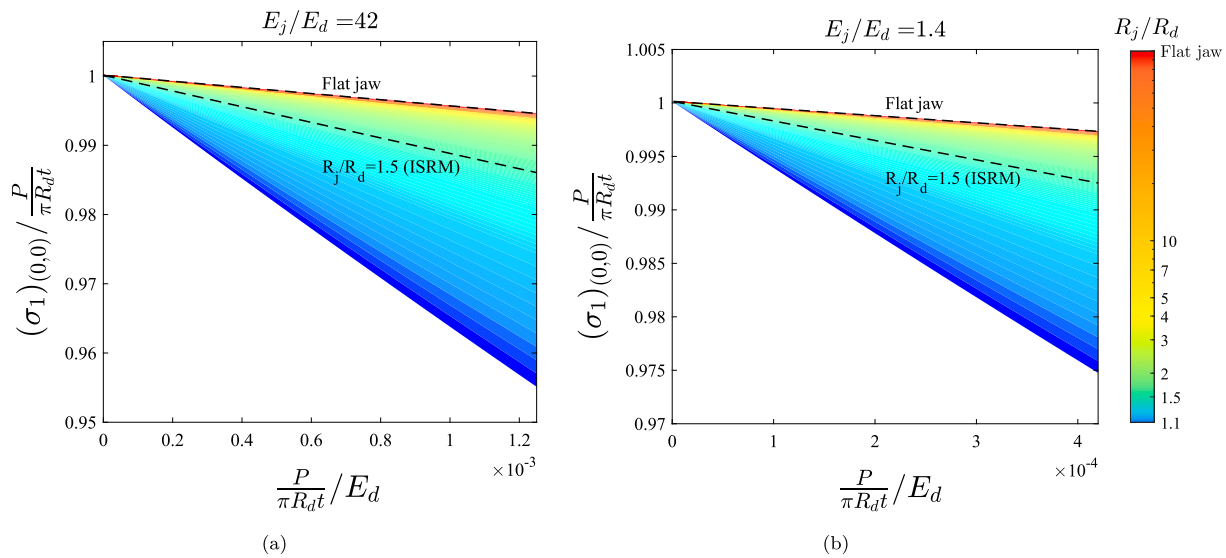 E_j/E_d =42
(σ_1)_(0,0) / P/πR_dt
1
0.99
0.98
0.97
0.96
0.95
Flat jaw
R_j/R_d=1.5 (ISRM)
0 0.2 0.4 0.6 0.8 1 1.2
×10^-3
P/πR_dt /E_d
(a)
E_j/E_d =1.4
(σ_1)_(0,0) / P/πR_dt
1.005
1
0.995
0.99
0.985
0.98
0.975
0.97
Flat jaw
R_j/R_d=1.5 (ISRM)
0 1 2 3 4
×10^-4
P/πR_dt /E_d
(b)
R_j/R_d
Flat jaw
10
5
4
3
2
1.5
1.1